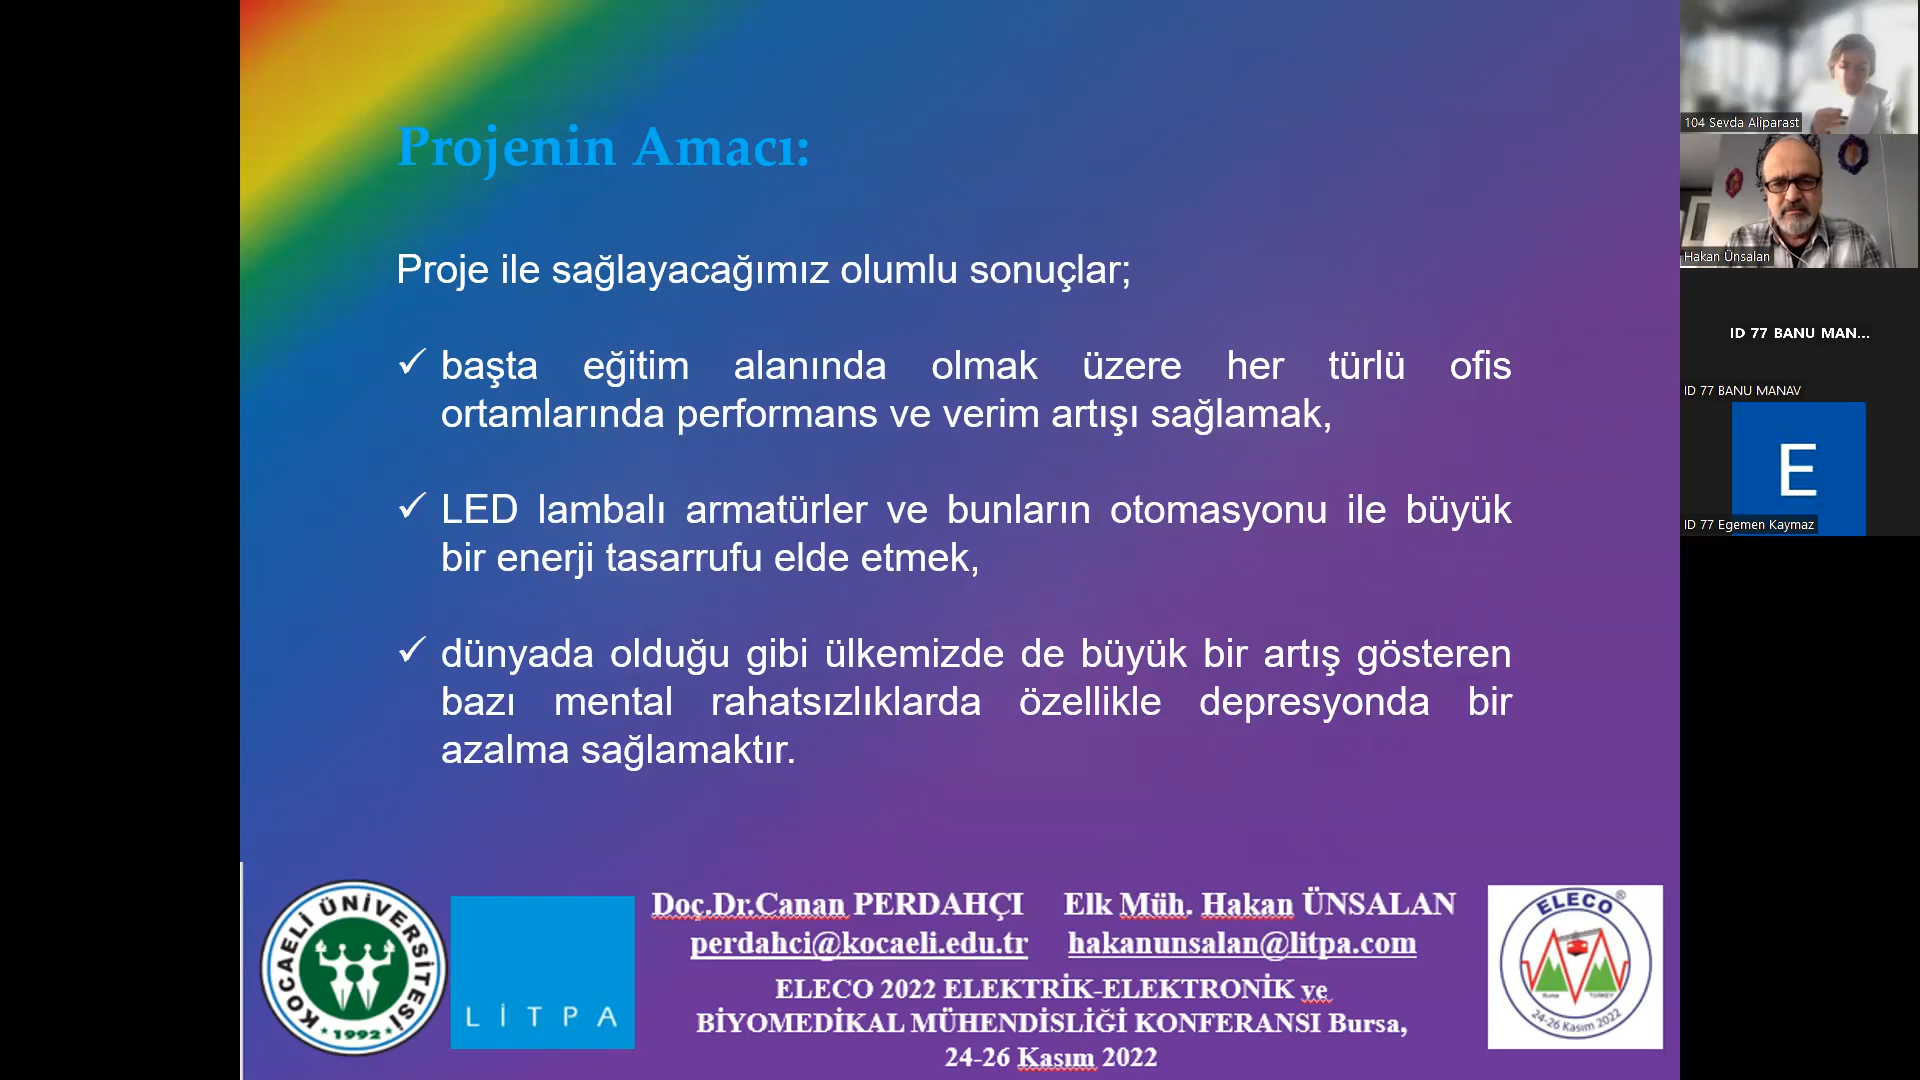 Projenin Amacı:
Proje ile sağlayacağımız olumlu sonuçlar;
✓ başta eğitim alanında olmak üzere her türlü ofis
ortamlarında performans ve verim artışı sağlamak,
✓ LED lambalı armatürler ve bunların otomasyonu ile büyük
bir enerji tasarrufu elde etmek,
✓ dünyada olduğu gibi ülkemizde de büyük bir artış gösteren
bazı mental rahatsızlıklarda özellikle depresyonda bir
azalma sağlamaktır.
KOCAELİ ÜNİVERSİTESİ
1992
LİTPA
Doç.Dr.Canan PERDAHÇI
perdahci@kocaeli.edu.tr
Elk Müh. Hakan ÜNSALAN
hakanunsalan@litpa.com
ELECO 2022 ELEKTRİK-ELEKTRONİK ve
BİYOMEDİKAL MÜHENDİSLİĞİ KONFERANSI Bursa,
24-26 Kasım 2022
ELECO®
Bursa
TURKEY
24-26 Kasım 2022
104 Sevda Aliparast
Hakan Ünsalan
ID 77 BANU MAN...
ID 77 BANU MANAV
E
ID 77 Egemen Kaymaz